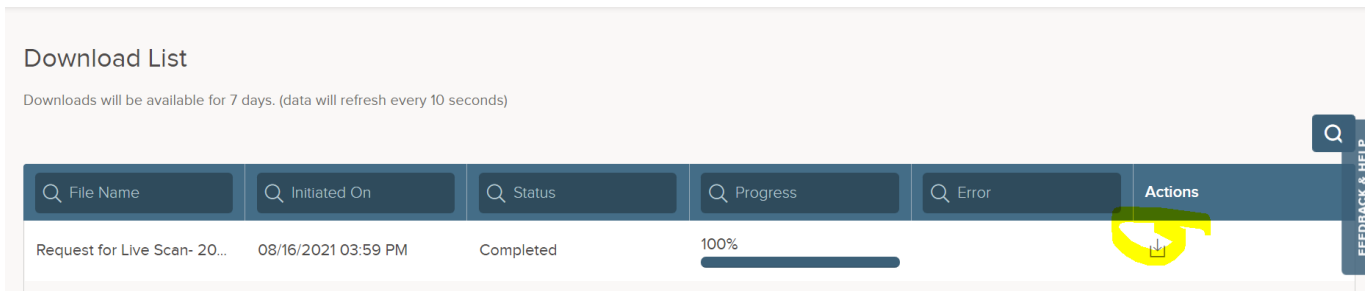 Download List
Downloads will be available for 7 days. (data will refresh every 10 seconds)
FEEDBACK & HELP
File Name Initiated On Status Progress Error Actions
Request for Live Scan- 20... 08/16/2021 03:59 PM Completed 100%